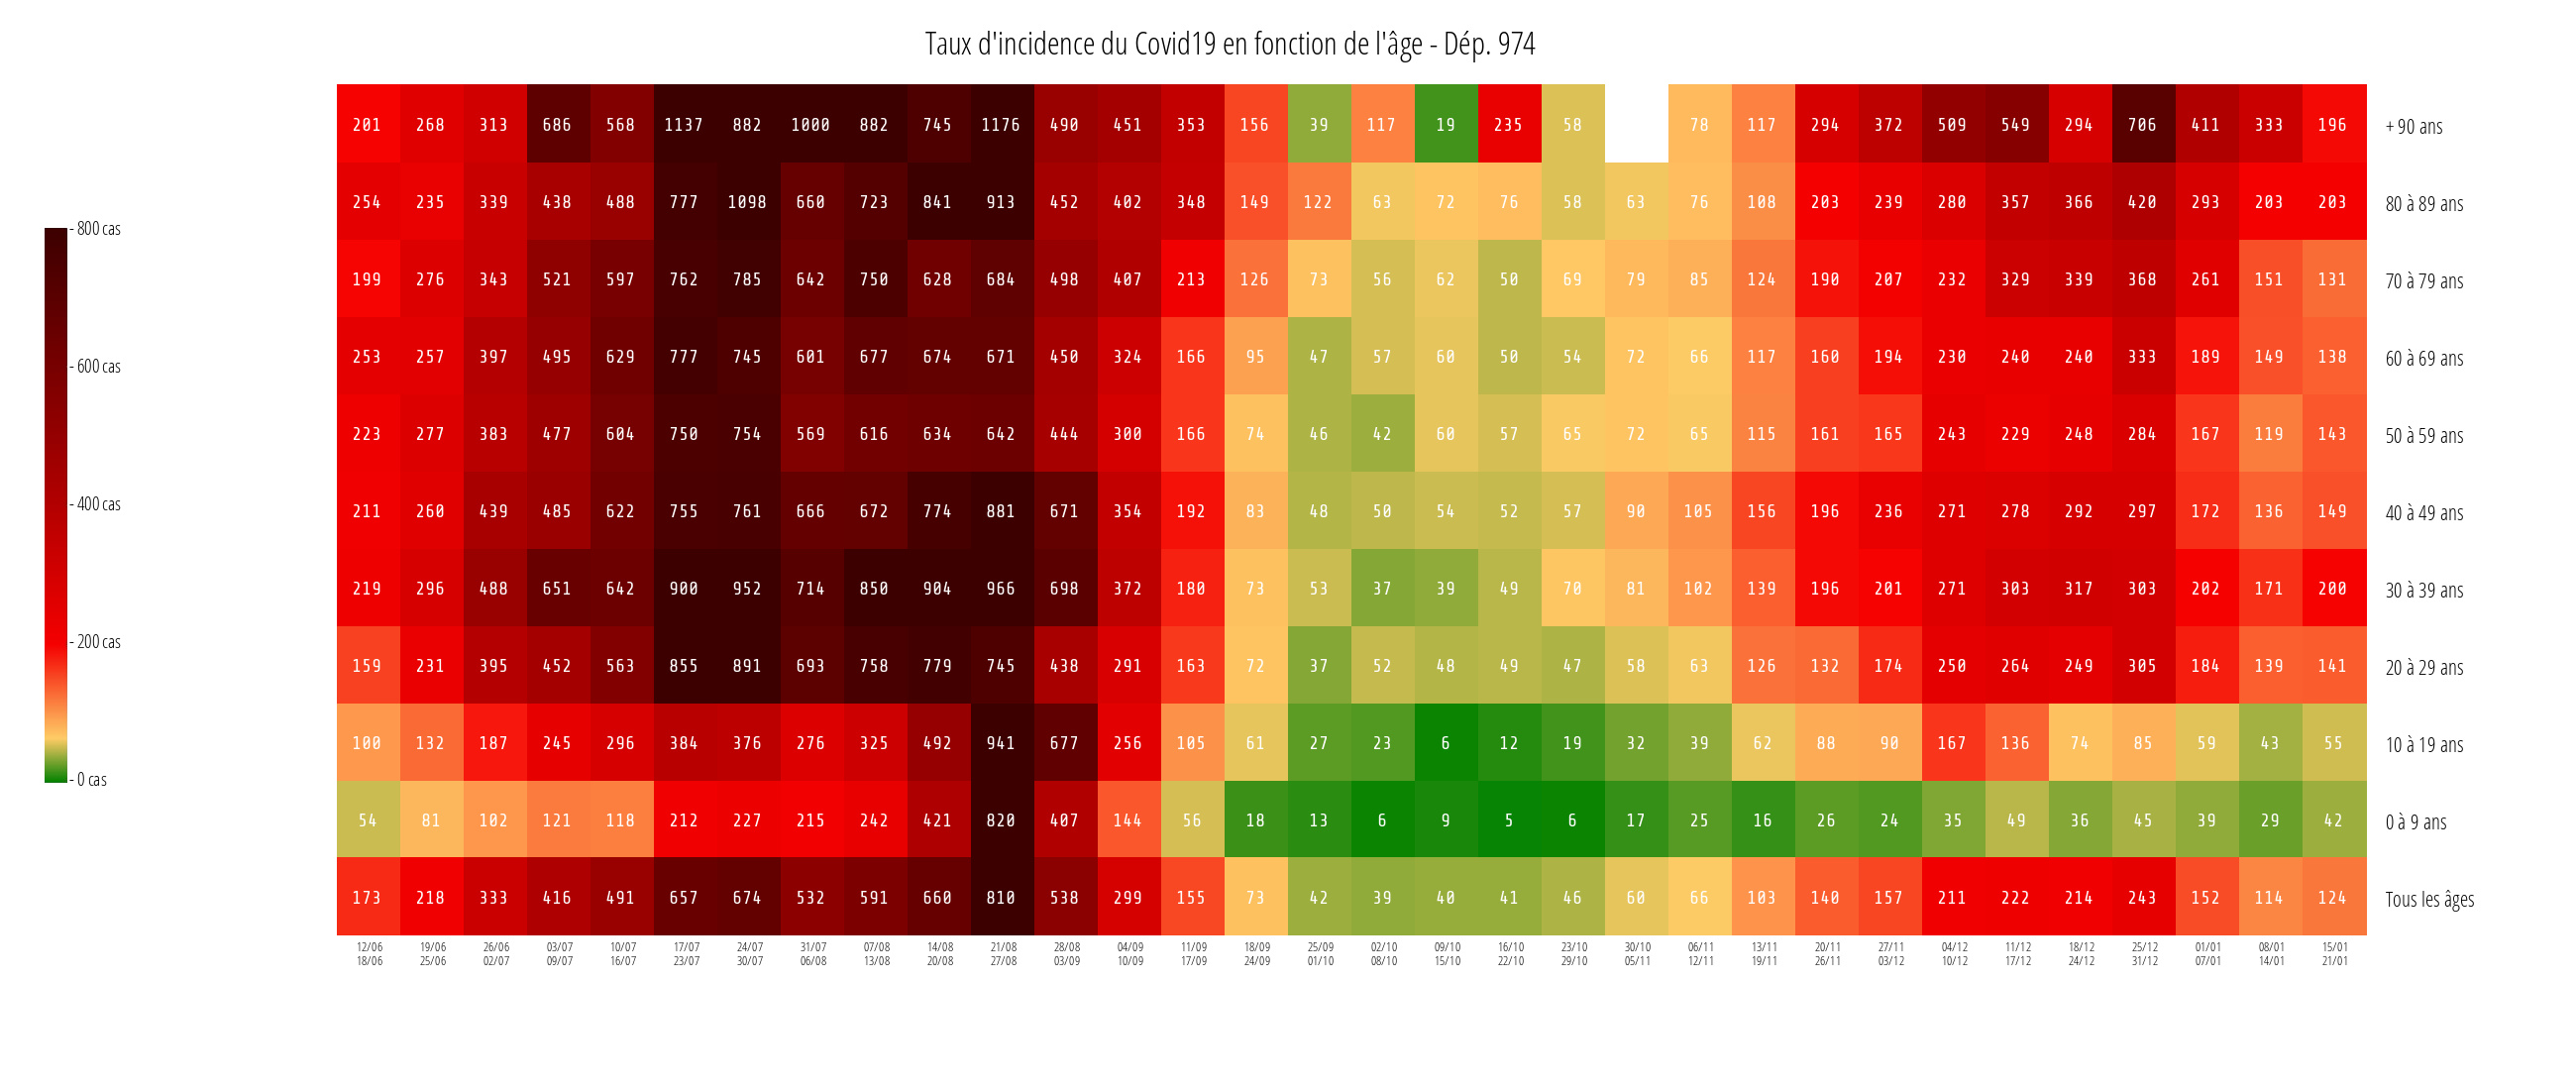 Taux d'incidence du Covid19 en fonction de l'âge - Dép. 974
- 800 cas
- 600 cas
- 400 cas
- 200 cas
- 0 cas
201 268 313 686 568 1137 882 1000 882 745 1176 490 451 353 156 39 117 19 235 58 78 117 294 372 509 549 294 706 411 333 196 + 90 ans
254 235 339 438 488 777 1098 660 723 841 913 452 402 348 149 122 63 72 76 58 63 76 108 203 239 280 357 366 420 293 203 203 80 à 89 ans
199 276 343 521 597 762 785 642 750 628 684 498 407 213 126 73 56 62 50 69 79 85 124 190 207 232 329 339 368 261 151 131 70 à 79 ans
253 257 397 495 629 777 745 601 677 674 671 450 324 166 95 47 57 60 50 54 72 66 117 160 194 230 240 240 333 189 149 138 60 à 69 ans
223 277 383 477 604 750 754 569 616 634 642 444 300 166 74 46 42 60 57 65 72 65 115 161 165 243 229 248 284 167 119 143 50 à 59 ans
211 260 439 485 622 755 761 666 672 774 881 671 354 192 83 48 50 54 52 57 90 105 156 196 236 271 278 292 297 172 136 149 40 à 49 ans
219 296 488 651 642 900 952 714 850 904 966 698 372 180 73 53 37 39 49 70 81 102 139 196 201 271 303 317 303 202 171 200 30 à 39 ans
159 231 395 452 563 855 891 693 758 779 745 438 291 163 72 37 52 48 49 47 58 63 126 132 174 250 264 249 305 184 139 141 20 à 29 ans
100 132 187 245 296 384 376 276 325 492 941 677 256 105 61 27 23 6 12 19 32 39 62 88 90 167 136 74 85 59 43 55 10 à 19 ans
54 81 102 121 118 212 227 215 242 421 820 407 144 56 18 13 6 9 5 6 17 25 16 26 24 35 49 36 45 39 29 42 0 à 9 ans
173 218 333 416 491 657 674 532 591 660 810 538 299 155 73 42 39 40 41 46 60 66 103 140 157 211 222 214 243 152 114 124 Tous les âges
12/06 19/06 26/06 03/07 10/07 17/07 24/07 31/07 07/08 14/08 21/08 28/08 04/09 11/09 18/09 25/09 02/10 09/10 16/10 23/10 30/10 06/11 13/11 20/11 27/11 04/12 11/12 18/12 25/12 01/01 08/01 15/01
18/06 25/06 02/07 09/07 16/07 23/07 30/07 06/08 13/08 20/08 27/08 03/09 10/09 17/09 24/09 01/10 08/10 15/10 22/10 29/10 05/11 12/11 19/11 26/11 03/12 10/12 17/12 24/12 31/12 07/01 14/01 21/01